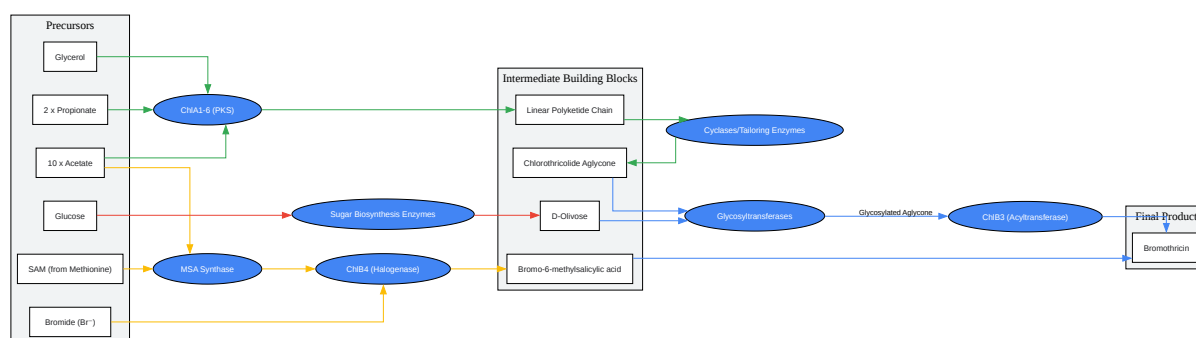 Precursors
Glycerol
2 x Propionate
10 x Acetate
Glucose
SAM (from Methionine)
Bromide (Br⁻)
ChlA1-6 (PKS)
Sugar Biosynthesis Enzymes
MSA Synthase
ChlB4 (Halogenase)
Intermediate Building Blocks
Linear Polyketide Chain
Chlorothricolide Aglycone
D-Olivose
Bromo-6-methylsalicylic acid
Cyclases/Tailoring Enzymes
Glycosyltransferases
Glycosylated Aglycone
ChlB3 (Acyltransferase)
Final Product
Bromothricin